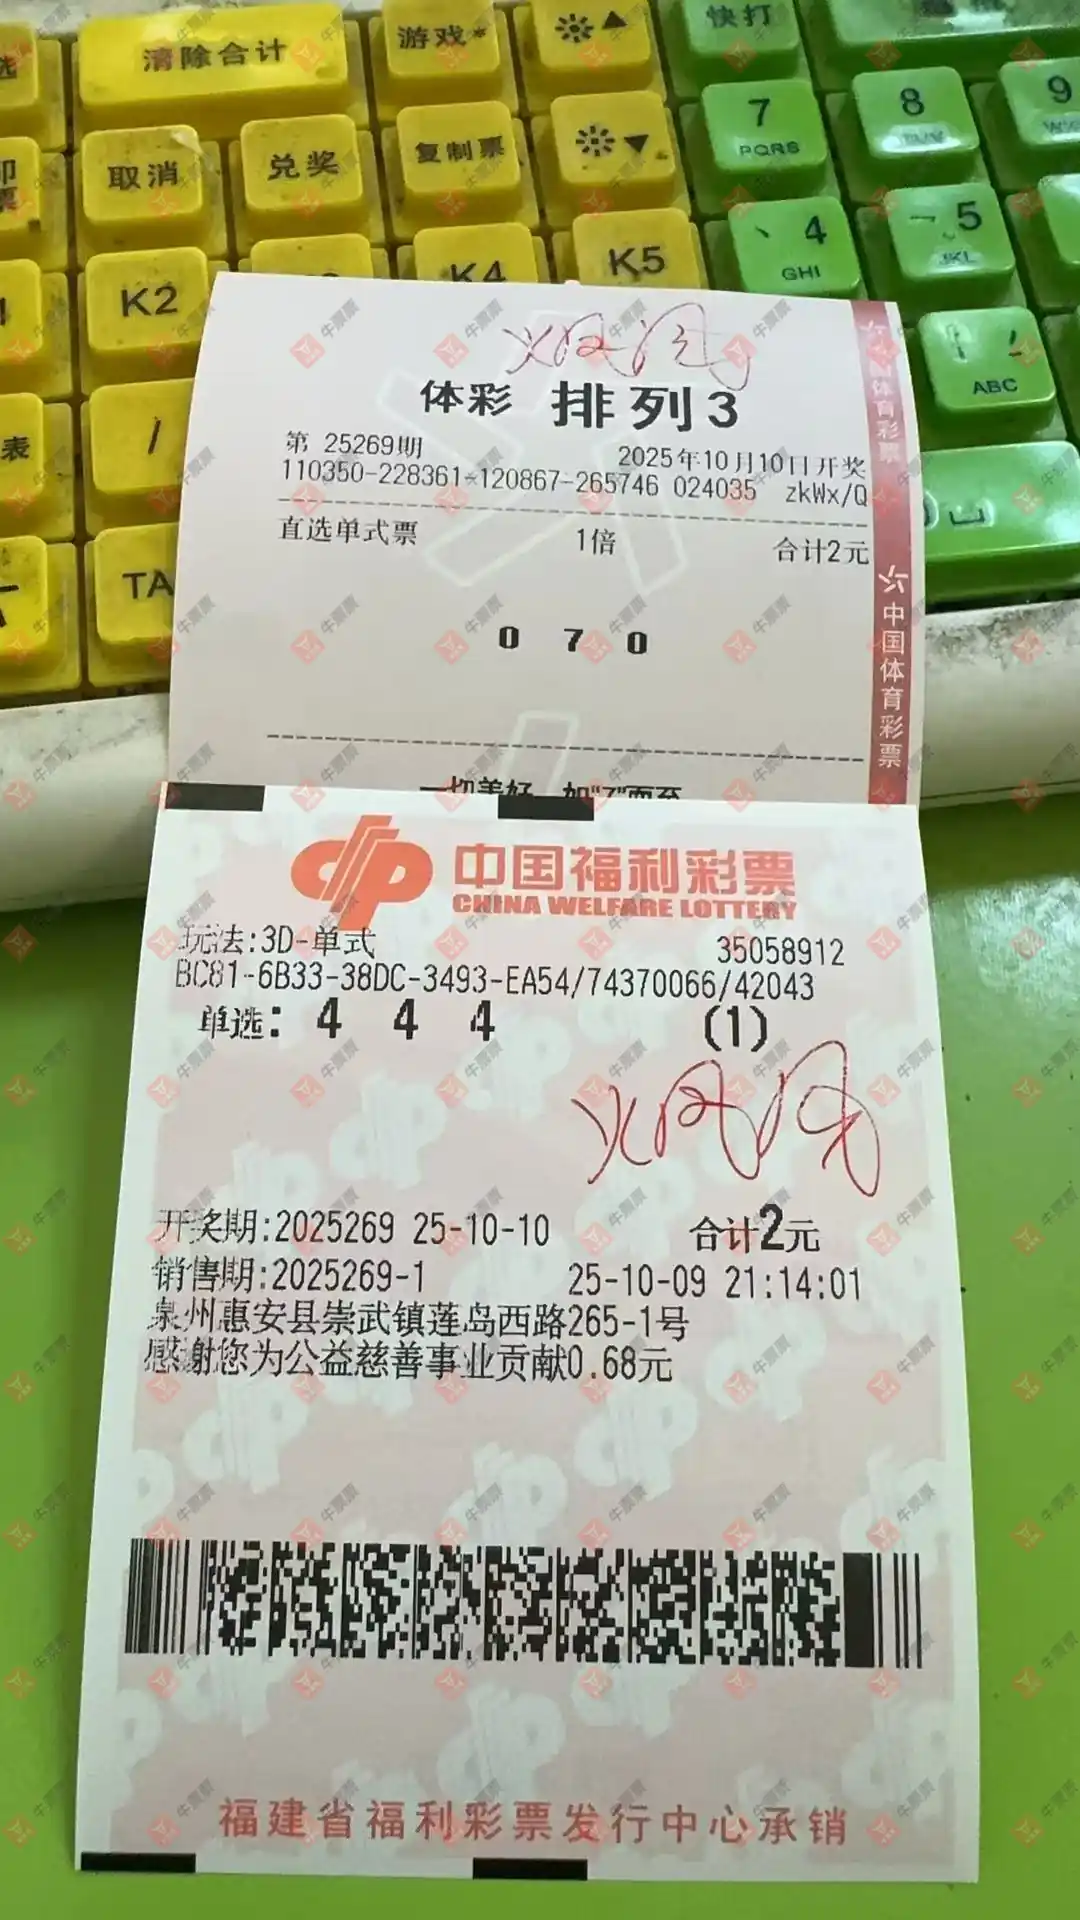 清除合计
游戏*
快打
取消
兑奖
复制票
7
PQRS
8
TUV
9
K2
K4
K5
4
GHI
5
JKL
ABC
表
/
TA
体彩 排列3
第 25269期
2025年10月10日开奖
110350-228361-120867-265746 024035 zkWx/Q
直选单式票 1倍 合计2元
0 7 0
中国体育彩票
中国福利彩票
CHINA WELFARE LOTTERY
玩法:3D-单式 35058912
BC81-6B33-38DC-3493-EA54/74370066/42043
单选: 4 4 4 (1)
开奖期:2025269 25-10-10 合计2元
销售期:2025269-1 25-10-09 21:14:01
泉州惠安县崇武镇莲岛西路265-1号
感谢您为公益慈善事业贡献0.68元
福建省福利彩票发行中心承销
牛票票